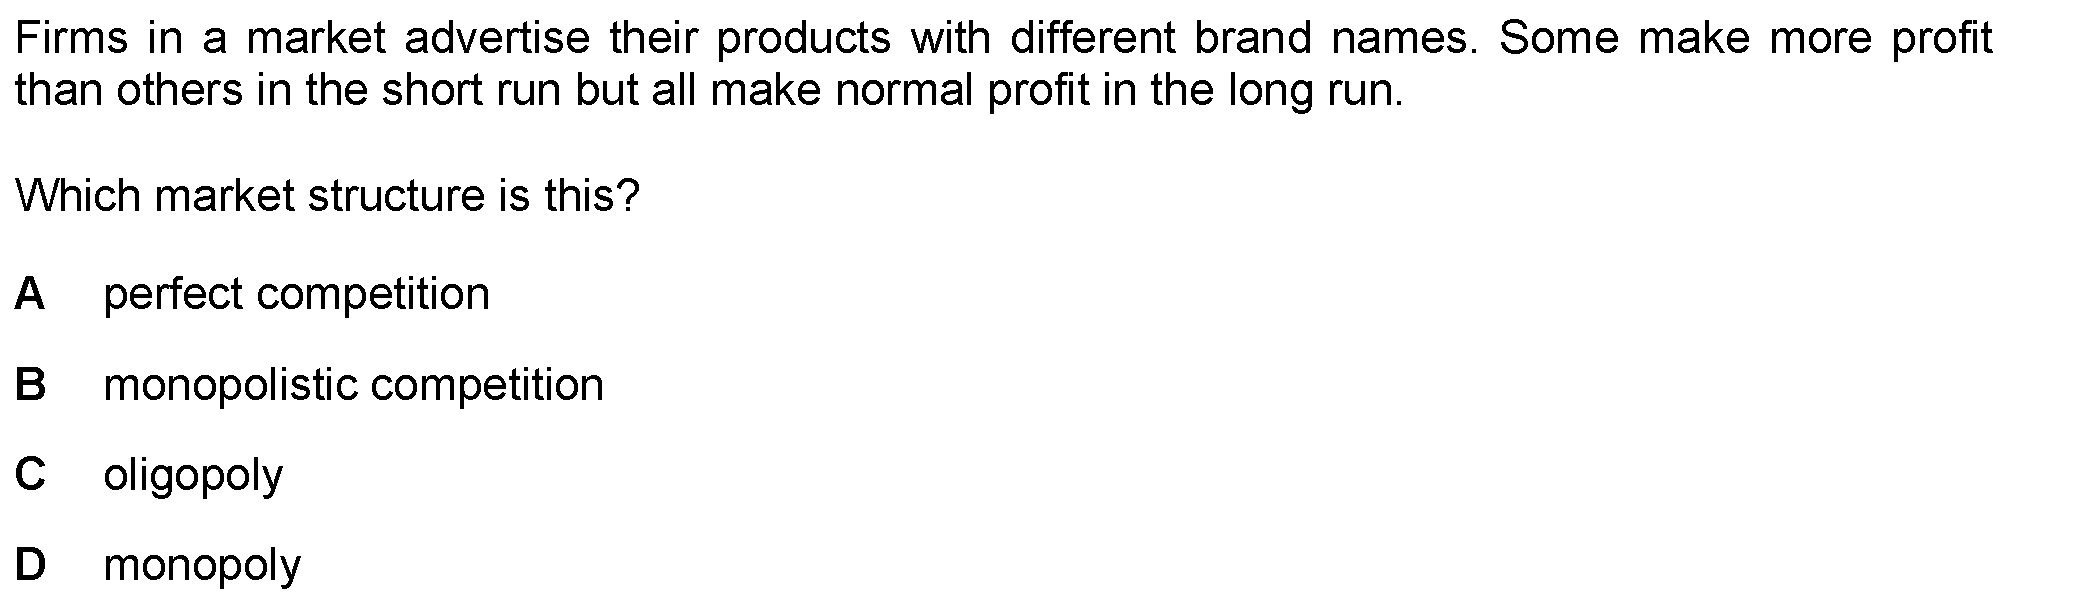 Firms in a market advertise their products with different brand names. Some make more profit
than others in the short run but all make normal profit in the long run.
Which market structure is this?
A perfect competition
B monopolistic competition
C oligopoly
D monopoly